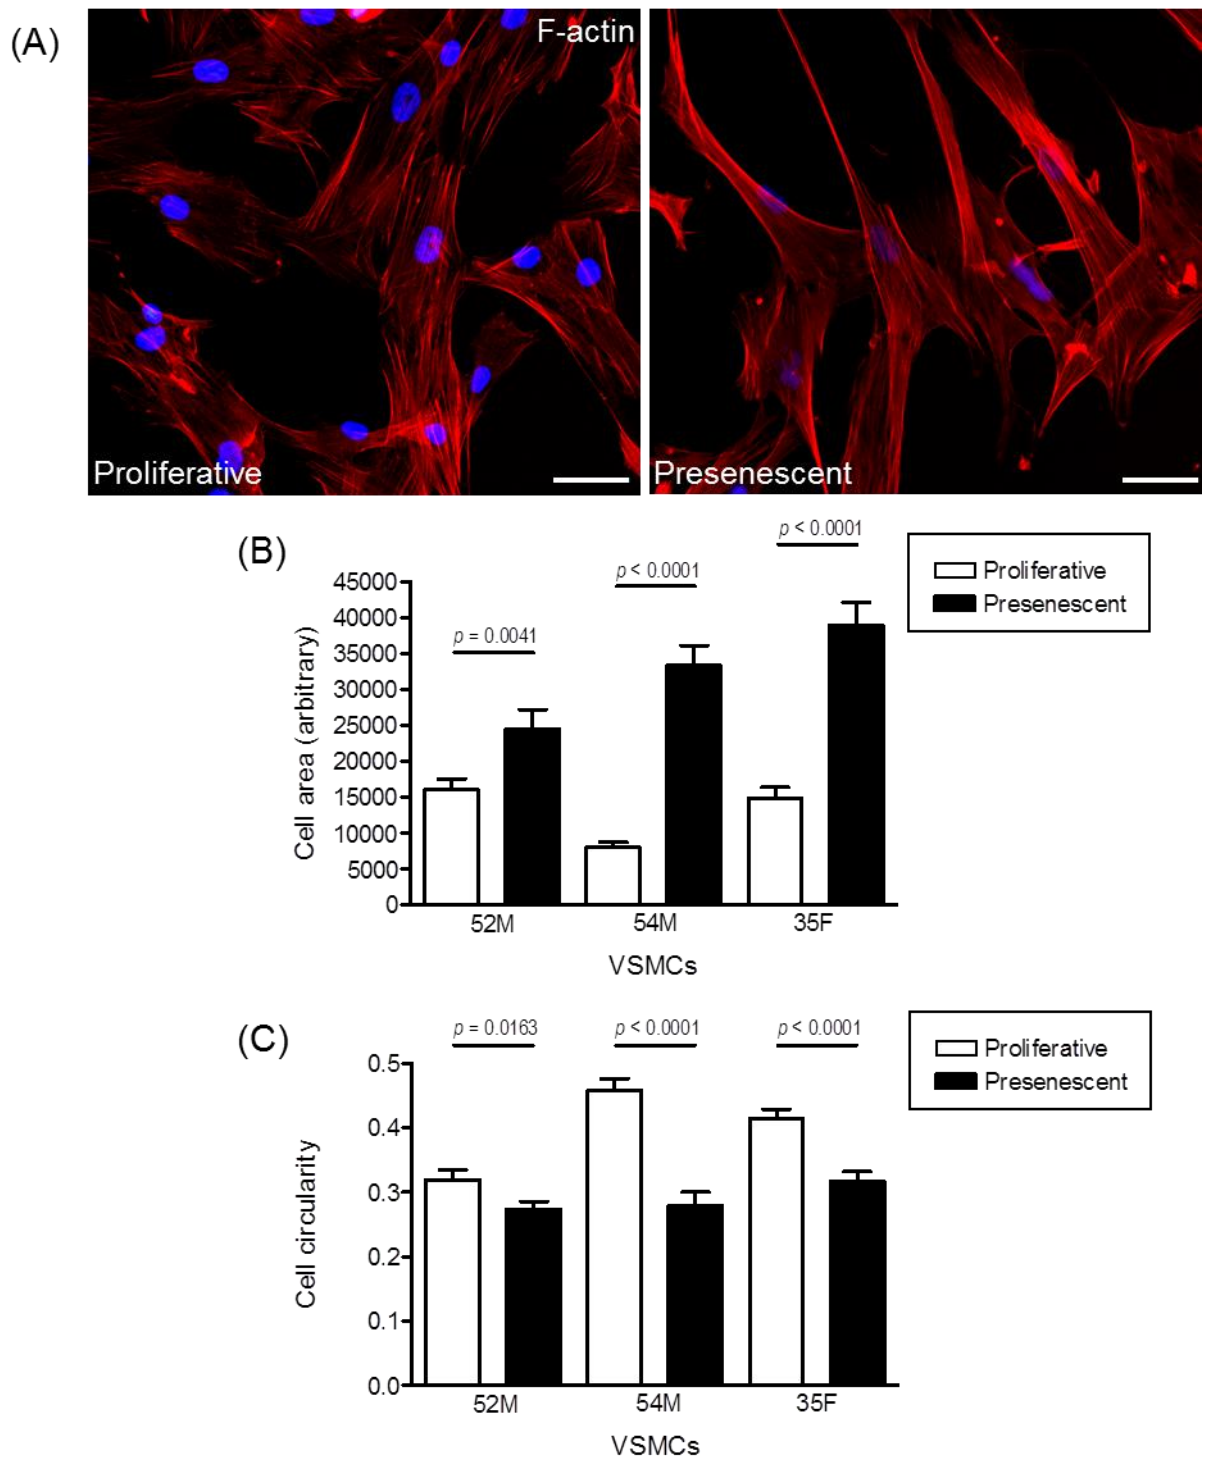 (A)
F-actin
Proliferative
Presenescent
(B)
p = 0.0041
p < 0.0001
p < 0.0001
Proliferative
Presenescent
Cell area (arbitrary)
45000
40000
35000
30000
25000
20000
15000
10000
5000
0
52M 54M 35F
VSMCs
(C)
p = 0.0163
p < 0.0001
p < 0.0001
Proliferative
Presenescent
Cell circularity
0.5
0.4
0.3
0.2
0.1
0.0
52M 54M 35F
VSMCs